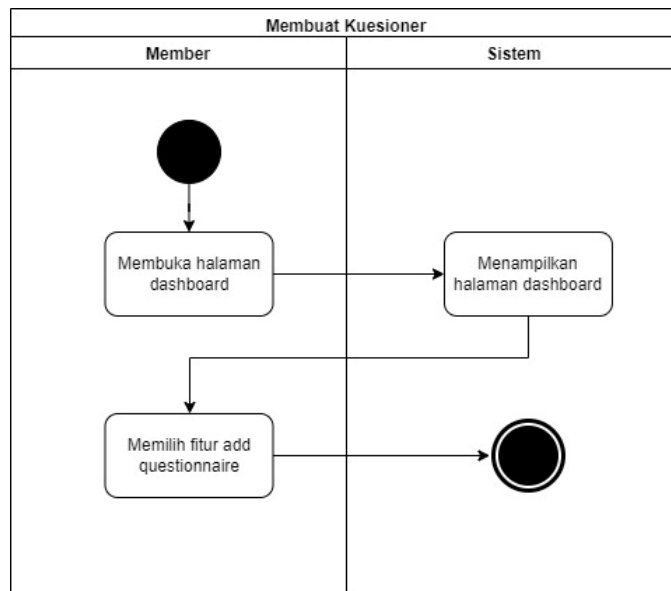 Membuat Kuesioner
Member
Sistem
Membuka halaman
dashboard
Menampilkan
halaman dashboard
Memilih fitur add
questionnaire